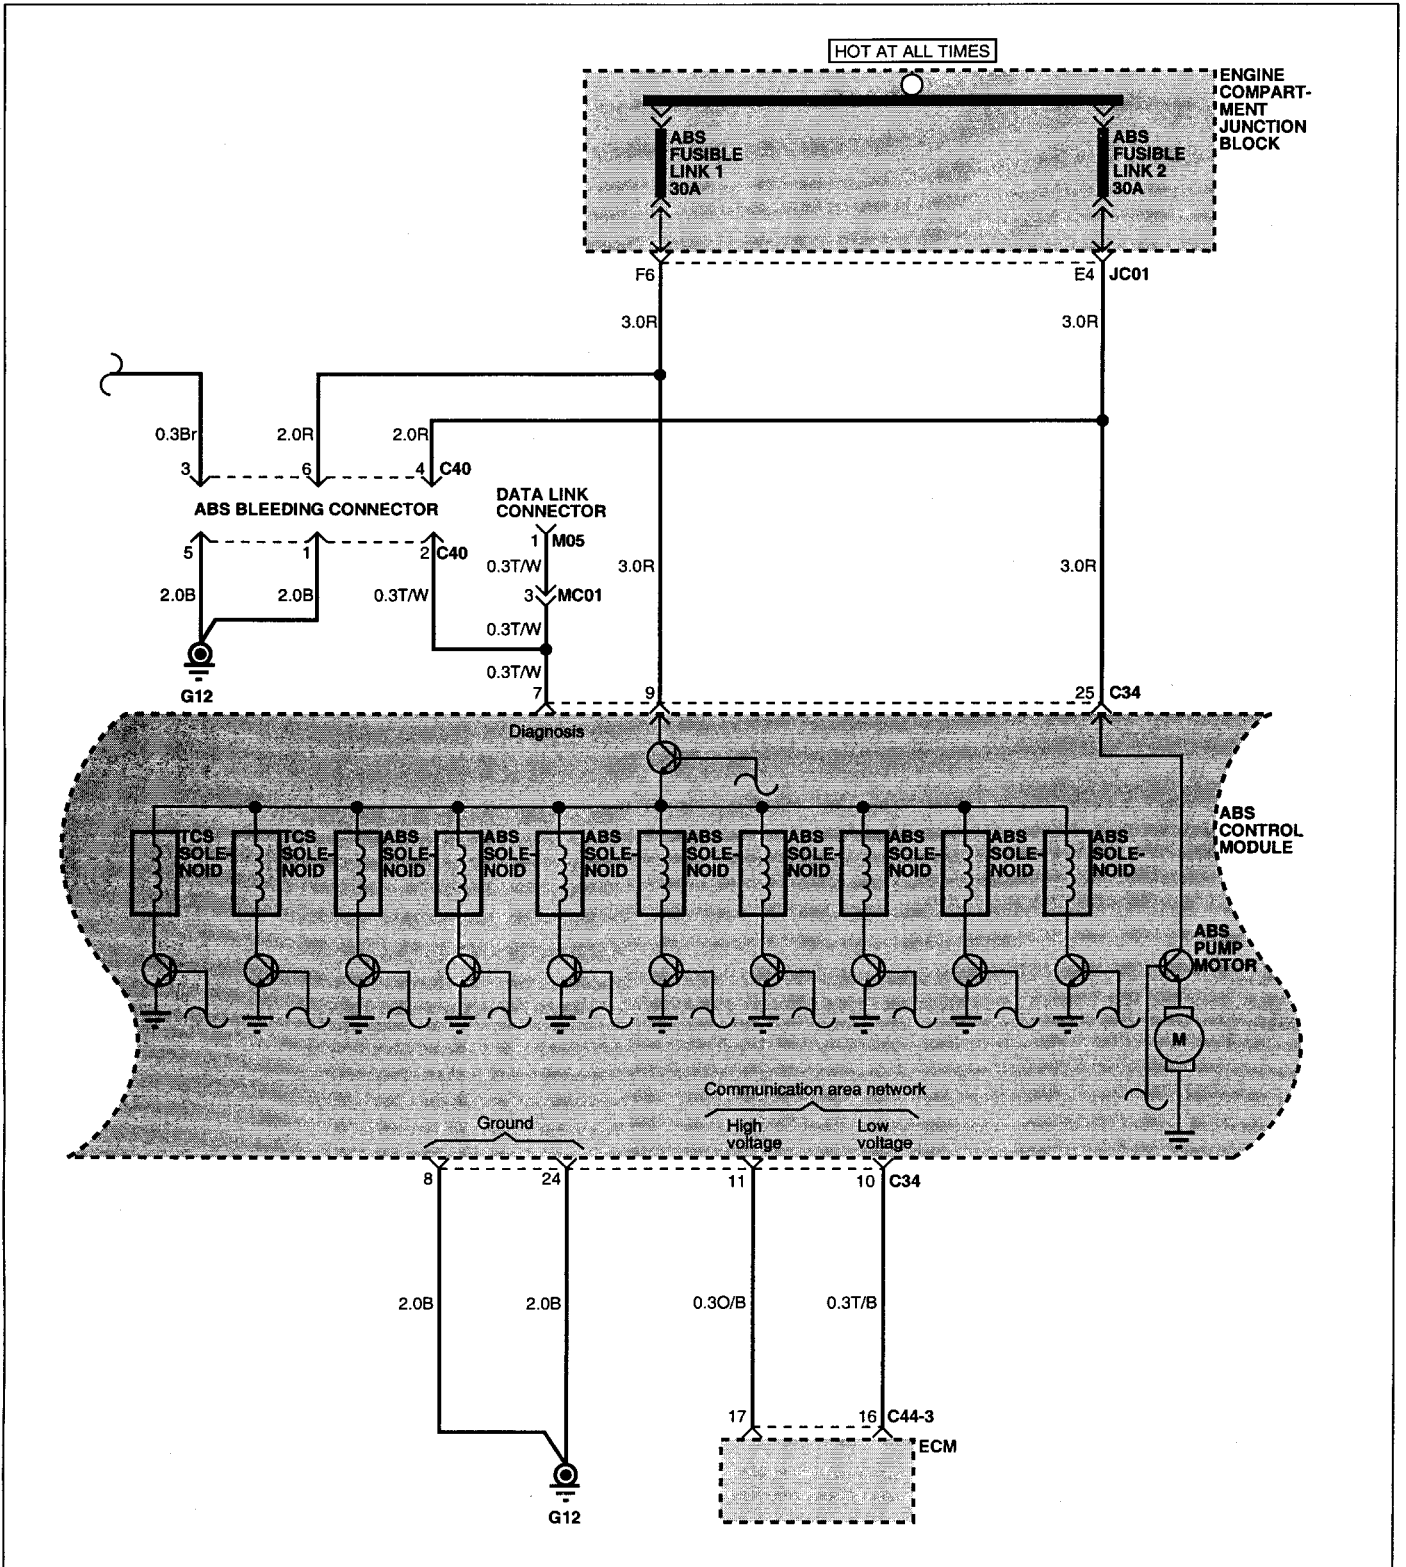 HOT AT ALL TIMES
ENGINE
COMPART-
MENT
JUNCTION
BLOCK
ABS
FUSIBLE
LINK 1
30A
ABS
FUSIBLE
LINK 2
30A
F6
E4 JC01
3.0R
3.0R
0.3Br
2.0R
2.0R
3
6
4 C40
ABS BLEEDING CONNECTOR
DATA LINK
CONNECTOR
1 M05
5
1
2 C40
0.3T/W
3.0R
3.0R
2.0B
2.0B
0.3T/W
3 MC01
0.3T/W
0.3T/W
G12
7
9
25 C34
Diagnosis
ABS
CONTROL
MODULE
TCS
SOLE-
NOID
TCS
SOLE-
NOID
ABS
SOLE-
NOID
ABS
SOLE-
NOID
ABS
SOLE-
NOID
ABS
SOLE-
NOID
ABS
SOLE-
NOID
ABS
SOLE-
NOID
ABS
SOLE-
NOID
ABS
SOLE-
NOID
ABS
PUMP
MOTOR
M
Communication area network
Ground
High
voltage
Low
voltage
8
24
11
10 C34
2.0B
2.0B
0.3O/B
0.3T/B
17
16 C44-3
ECM
G12